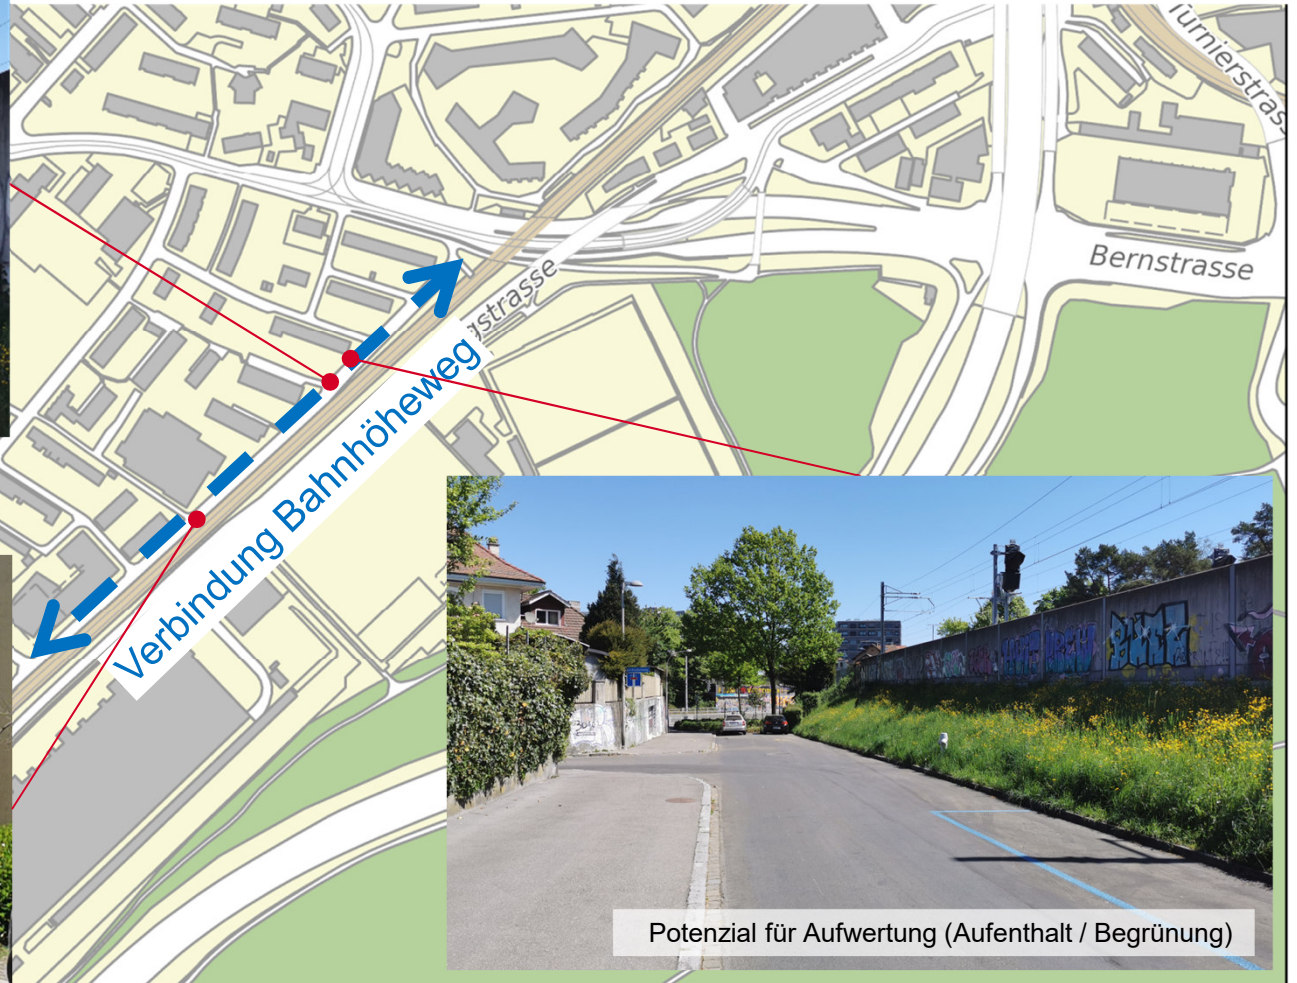 Turnierstras
Bernstrasse
gstrasse
Verbindung Bahnhöheweg
Potenzial für Aufwertung (Aufenthalt / Begrünung)